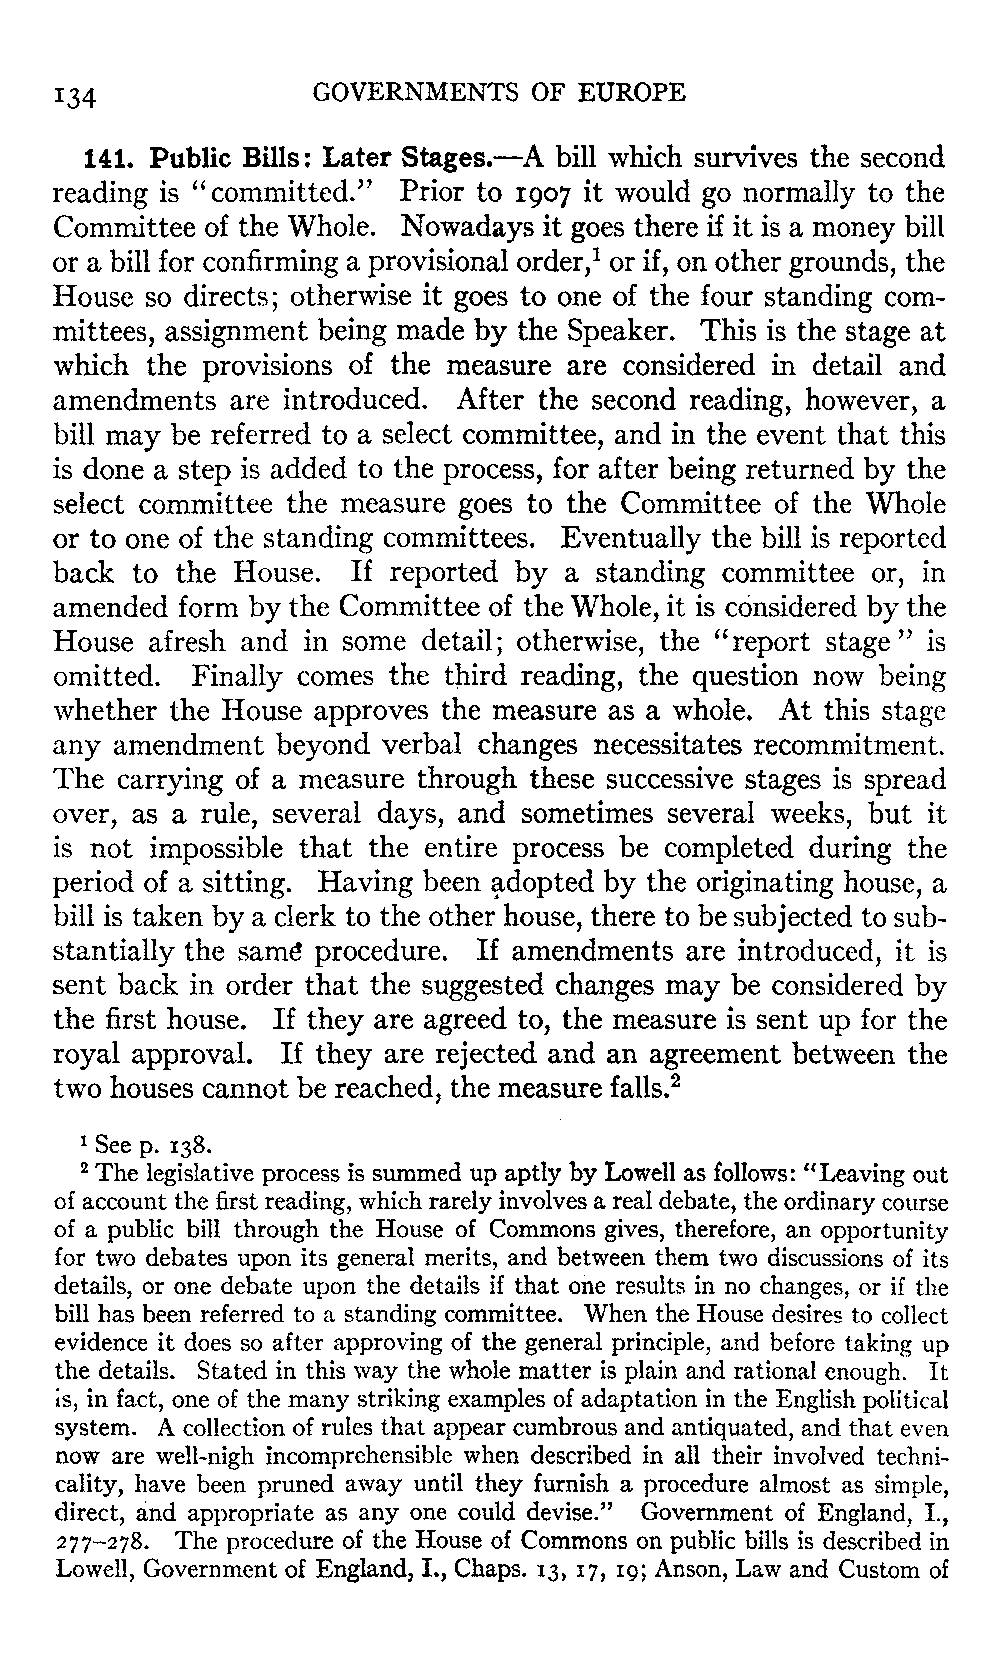 134 GOVERNMENTS OF EUROPE
141. Public Bills: Later Stages.—A bill which survives the second
reading is “committed.” Prior to 1907 it would go normally to the
Committee of the Whole. Nowadays it goes there if it is a money bill
or a bill for confirming a provisional order,¹ or if, on other grounds, the
House so directs; otherwise it goes to one of the four standing com-
mittees, assignment being made by the Speaker. This is the stage at
which the provisions of the measure are considered in detail and
amendments are introduced. After the second reading, however, a
bill may be referred to a select committee, and in the event that this
is done a step is added to the process, for after being returned by the
select committee the measure goes to the Committee of the Whole
or to one of the standing committees. Eventually the bill is reported
back to the House. If reported by a standing committee or, in
amended form by the Committee of the Whole, it is considered by the
House afresh and in some detail; otherwise, the “report stage” is
omitted. Finally comes the third reading, the question now being
whether the House approves the measure as a whole. At this stage
any amendment beyond verbal changes necessitates recommitment.
The carrying of a measure through these successive stages is spread
over, as a rule, several days, and sometimes several weeks, but it
is not impossible that the entire process be completed during the
period of a sitting. Having been adopted by the originating house, a
bill is taken by a clerk to the other house, there to be subjected to sub-
stantially the same procedure. If amendments are introduced, it is
sent back in order that the suggested changes may be considered by
the first house. If they are agreed to, the measure is sent up for the
royal approval. If they are rejected and an agreement between the
two houses cannot be reached, the measure falls.²
¹ See p. 138.
² The legislative process is summed up aptly by Lowell as follows: “Leaving out
of account the first reading, which rarely involves a real debate, the ordinary course
of a public bill through the House of Commons gives, therefore, an opportunity
for two debates upon its general merits, and between them two discussions of its
details, or one debate upon the details if that one results in no changes, or if the
bill has been referred to a standing committee. When the House desires to collect
evidence it does so after approving of the general principle, and before taking up
the details. Stated in this way the whole matter is plain and rational enough. It
is, in fact, one of the many striking examples of adaptation in the English political
system. A collection of rules that appear cumbrous and antiquated, and that even
now are well-nigh incomprehensible when described in all their involved techni-
cality, have been pruned away until they furnish a procedure almost as simple,
direct, and appropriate as any one could devise.” Government of England, I.,
277–278. The procedure of the House of Commons on public bills is described in
Lowell, Government of England, I., Chaps. 13, 17, 19; Anson, Law and Custom of